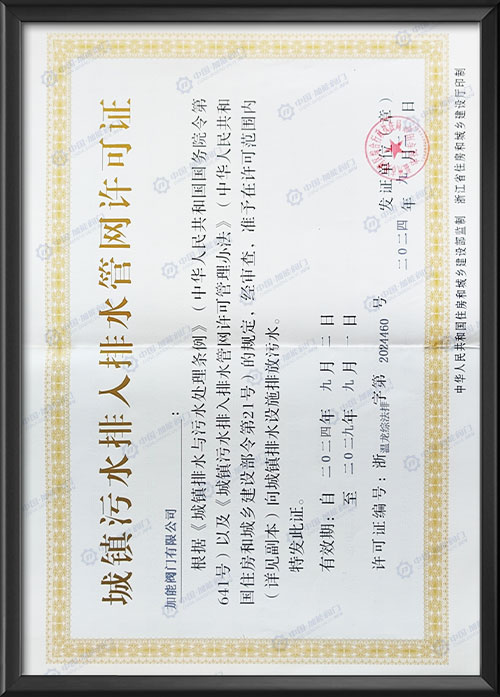 城镇污水排入排水管网许可证
加能阀门有限公司：
根据《城镇排水与污水处理条例》（中华人民共和国国务院令第
641号）以及《城镇污水排入排水管网许可管理办法》（中华人民共和
国住房和城乡建设部令第21号）的规定，经审查，准予在许可范围内
（详见副本）向城镇排水设施排放污水。
特发此证。
有效期：自 二〇二四年 九月 二日
至 二〇二九年 九月 一日
许可证编号：浙 温龙综法排 字第 2024460 号
发证单位（章）
二〇二四年 九月 日
中华人民共和国住房和城乡建设部监制 浙江省住房和城乡建设厅印制